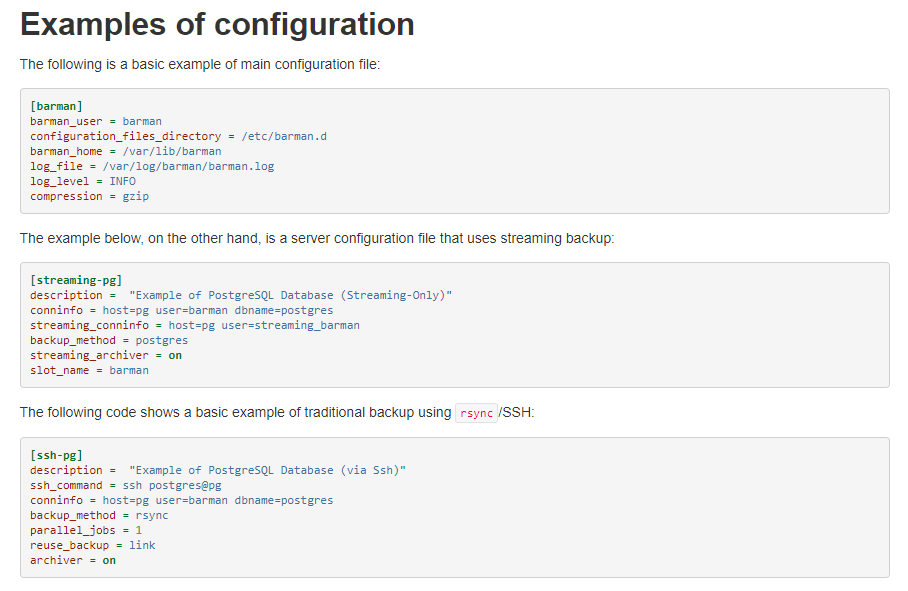 Examples of configuration
The following is a basic example of main configuration file:
[barman]
barman_user = barman
configuration_files_directory = /etc/barman.d
barman_home = /var/lib/barman
log_file = /var/log/barman/barman.log
log_level = INFO
compression = gzip
The example below, on the other hand, is a server configuration file that uses streaming backup:
[streaming-pg]
description =  "Example of PostgreSQL Database (Streaming-Only)"
conninfo = host=pg user=barman dbname=postgres
streaming_conninfo = host=pg user=streaming_barman
backup_method = postgres
streaming_archiver = on
slot_name = barman
The following code shows a basic example of traditional backup using rsync/SSH:
[ssh-pg]
description =  "Example of PostgreSQL Database (via Ssh)"
ssh_command = ssh postgres@pg
conninfo = host=pg user=barman dbname=postgres
backup_method = rsync
parallel_jobs = 1
reuse_backup = link
archiver = on